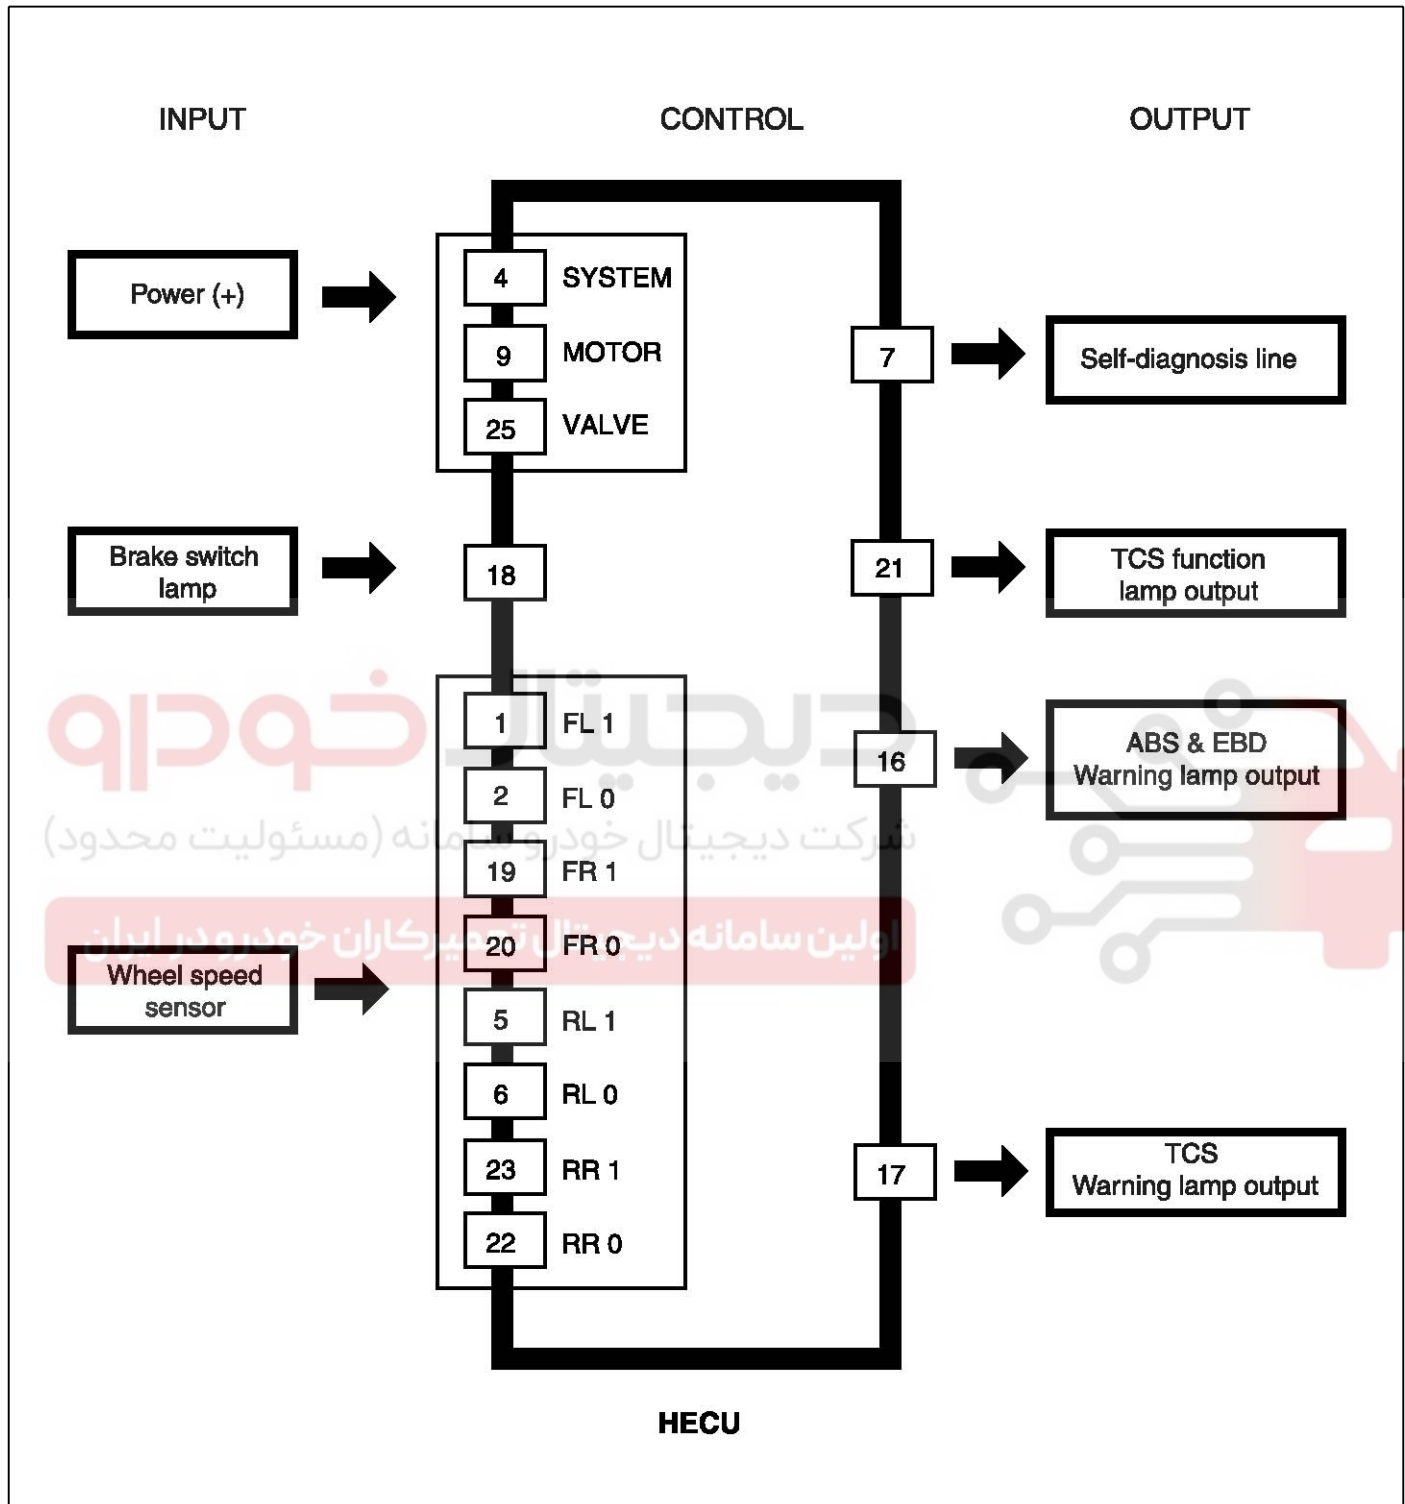 INPUT CONTROL OUTPUT
Power (+)
4 SYSTEM
9 MOTOR
25 VALVE
7
Self-diagnosis line
Brake switch
lamp
18
21
TCS function
lamp output
دیجیتال خودرو
شرکت دیجیتال خودرو سامانه (مسئولیت محدود)
اولین سامانه دیجیتال تعمیرکاران خودرو در ایران
Wheel speed
sensor
1 FL 1
2 FL 0
19 FR 1
20 FR 0
5 RL 1
6 RL 0
23 RR 1
22 RR 0
16
ABS & EBD
Warning lamp output
17
TCS
Warning lamp output
HECU